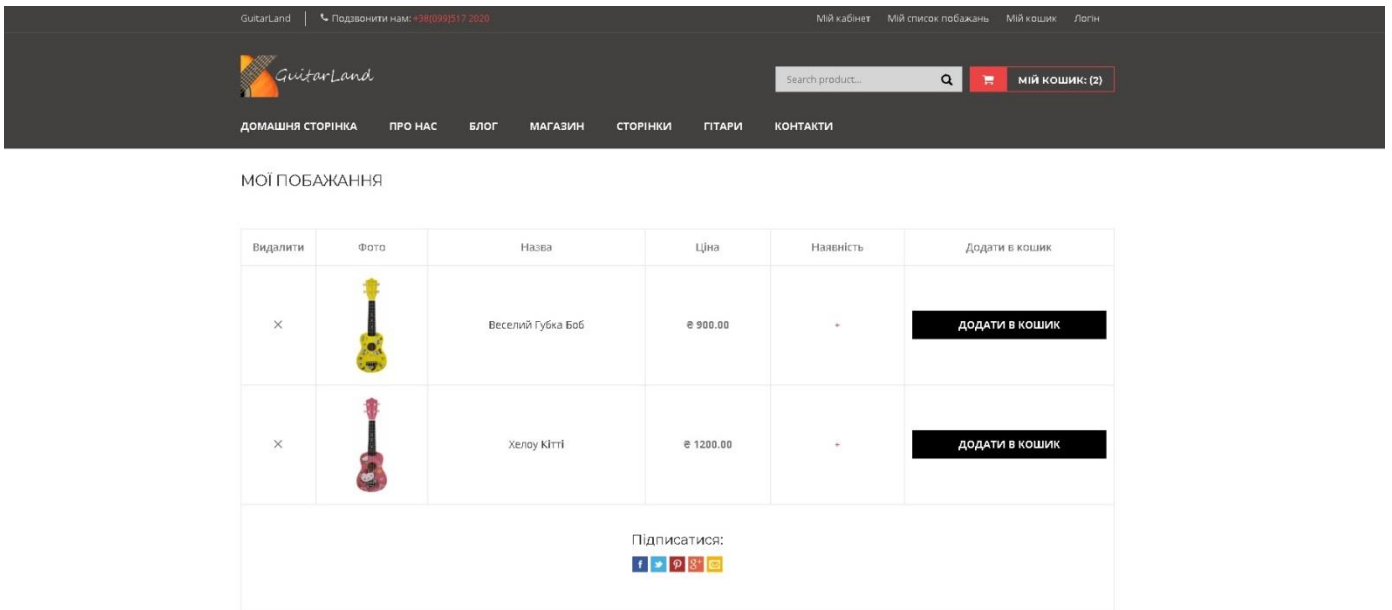 GuitarLand Подзвонити нам: +38(099)517 2020 Мій кабінет Мій список побажань Мій кошик Логін
GuitarLand Search product... МІЙ КОШИК: (2)
ДОМАШНЯ СТОРІНКА ПРО НАС БЛОГ МАГАЗИН СТОРІНКИ ГІТАРИ КОНТАКТИ
МОЇ ПОБАЖАННЯ
Видалити Фото Назва Ціна Наявність Додати в кошик
Веселий Губка Боб ₴ 900.00 + ДОДАТИ В КОШИК
Хелоу Кітті ₴ 1200.00 + ДОДАТИ В КОШИК
Підписатися: